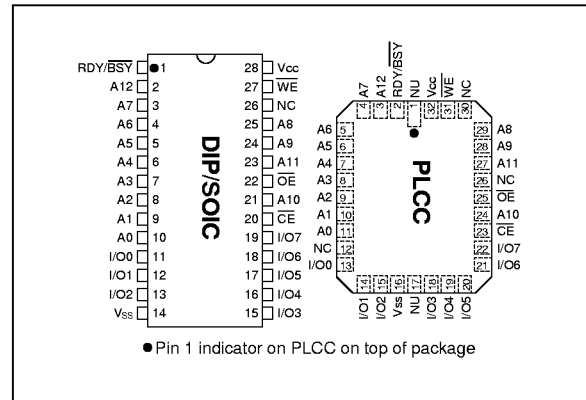 RDY/BSY 1 28 Vcc
A12 2 27 WE
A7 3 26 NC
A6 4 25 A8
A5 5 24 A9
A4 6 23 A11
A3 7 22 OE
A2 8 21 A10
A1 9 20 CE
A0 10 19 I/O7
I/O0 11 18 I/O6
I/O1 12 17 I/O5
I/O2 13 16 I/O4
VSS 14 15 I/O3
DIP/SOIC
A7 A12 RDY/BSY NU Vcc WE NC
4 3 2 1 32 31 30
A6 5 29 A8
A5 6 28 A9
A4 7 27 A11
A3 8 26 NC
A2 9 25 OE
A1 10 24 A10
A0 11 23 CE
NC 12 22 I/O7
I/O0 13 21 I/O6
PLCC
14 15 16 17 18 19 20
I/O1 I/O2 Vss NU I/O3 I/O4 I/O5
Pin 1 indicator on PLCC on top of package